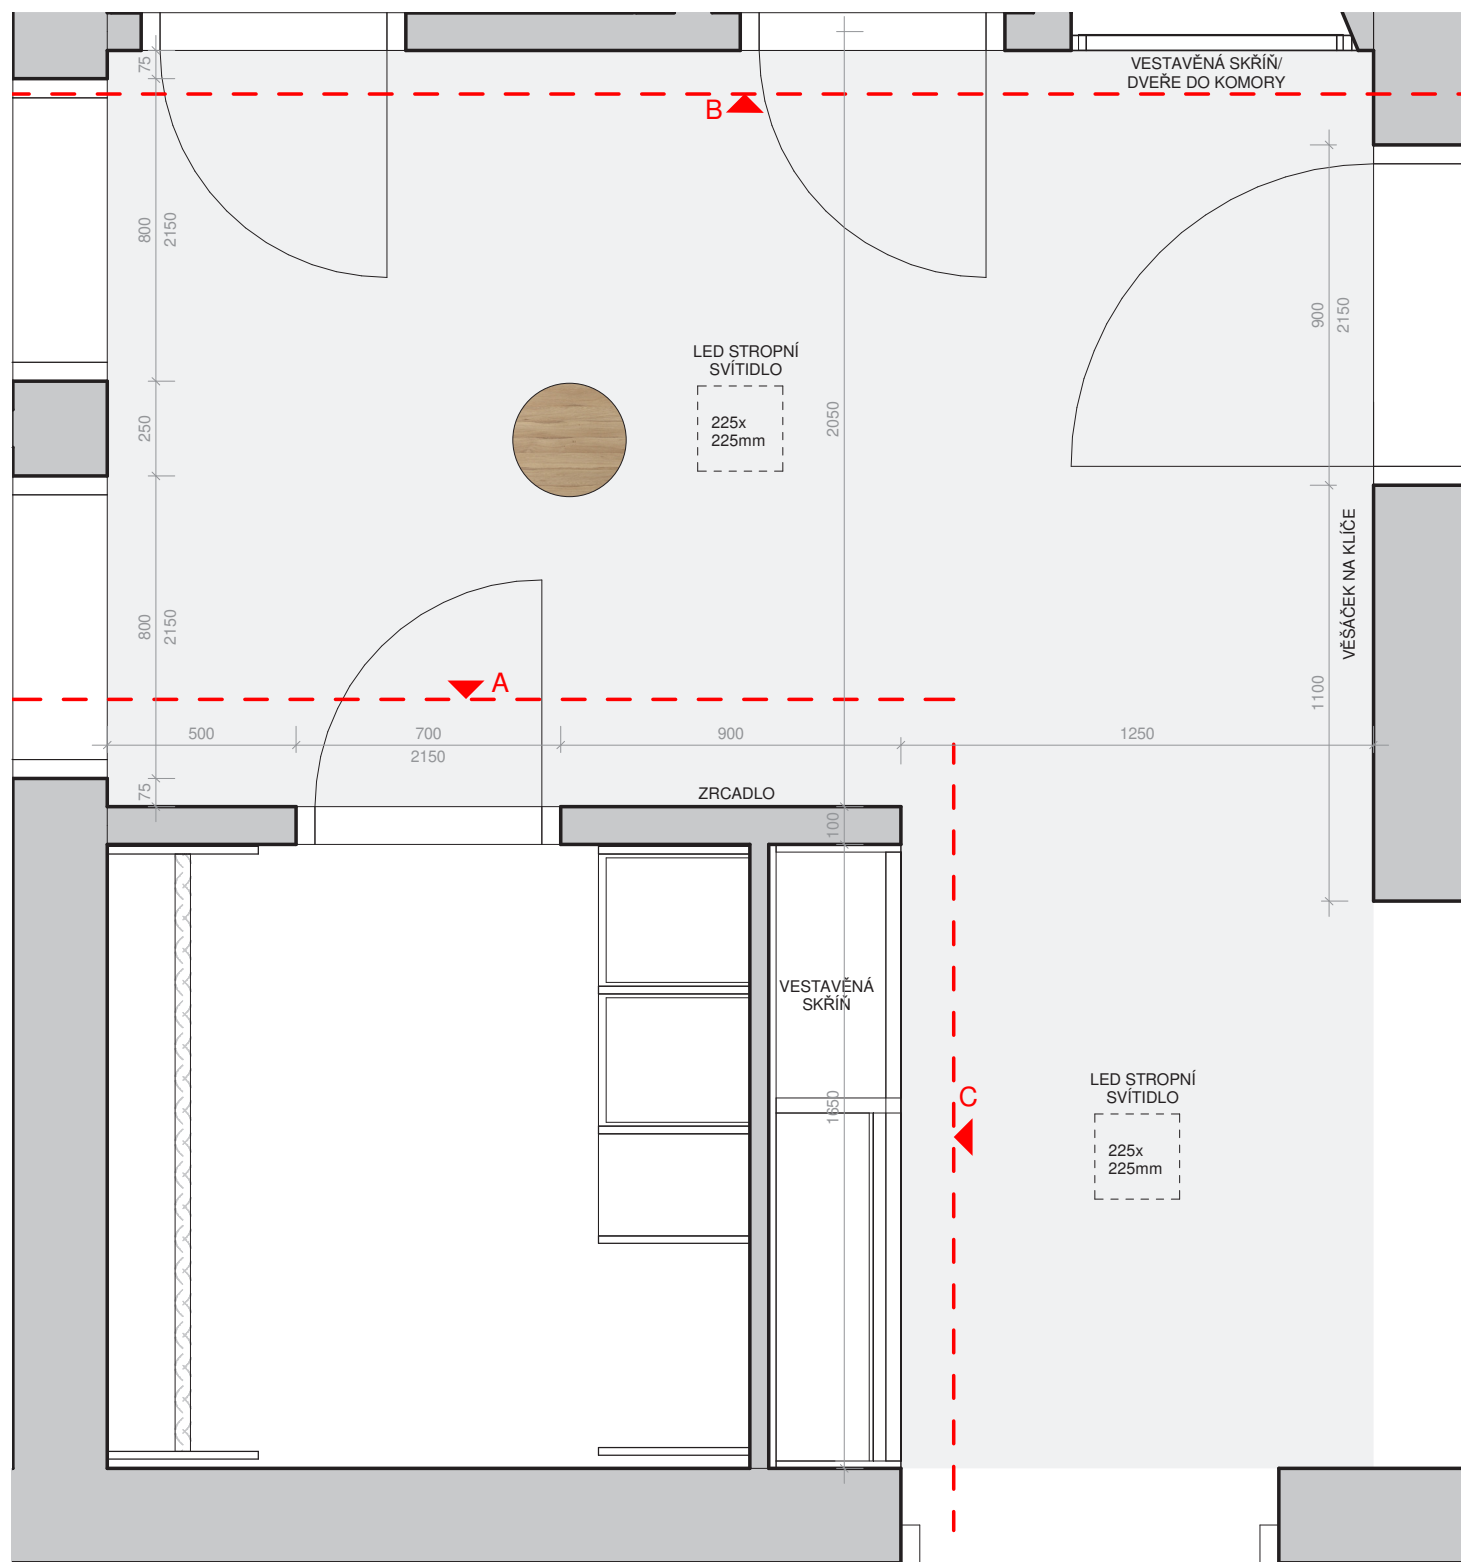 VESTAVĚNÁ SKŘÍŇ/
DVEŘE DO KOMORY
75
B
800
2150
900
2150
LED STROPNÍ
SVÍTIDLO
225x
225mm
2050
250
VĚŠÁČEK NA KLÍČE
800
2150
A
1100
500
700
2150
900
1250
75
ZRCADLO
100
VESTAVĚNÁ
SKŘÍŇ
1650
C
LED STROPNÍ
SVÍTIDLO
225x
225mm